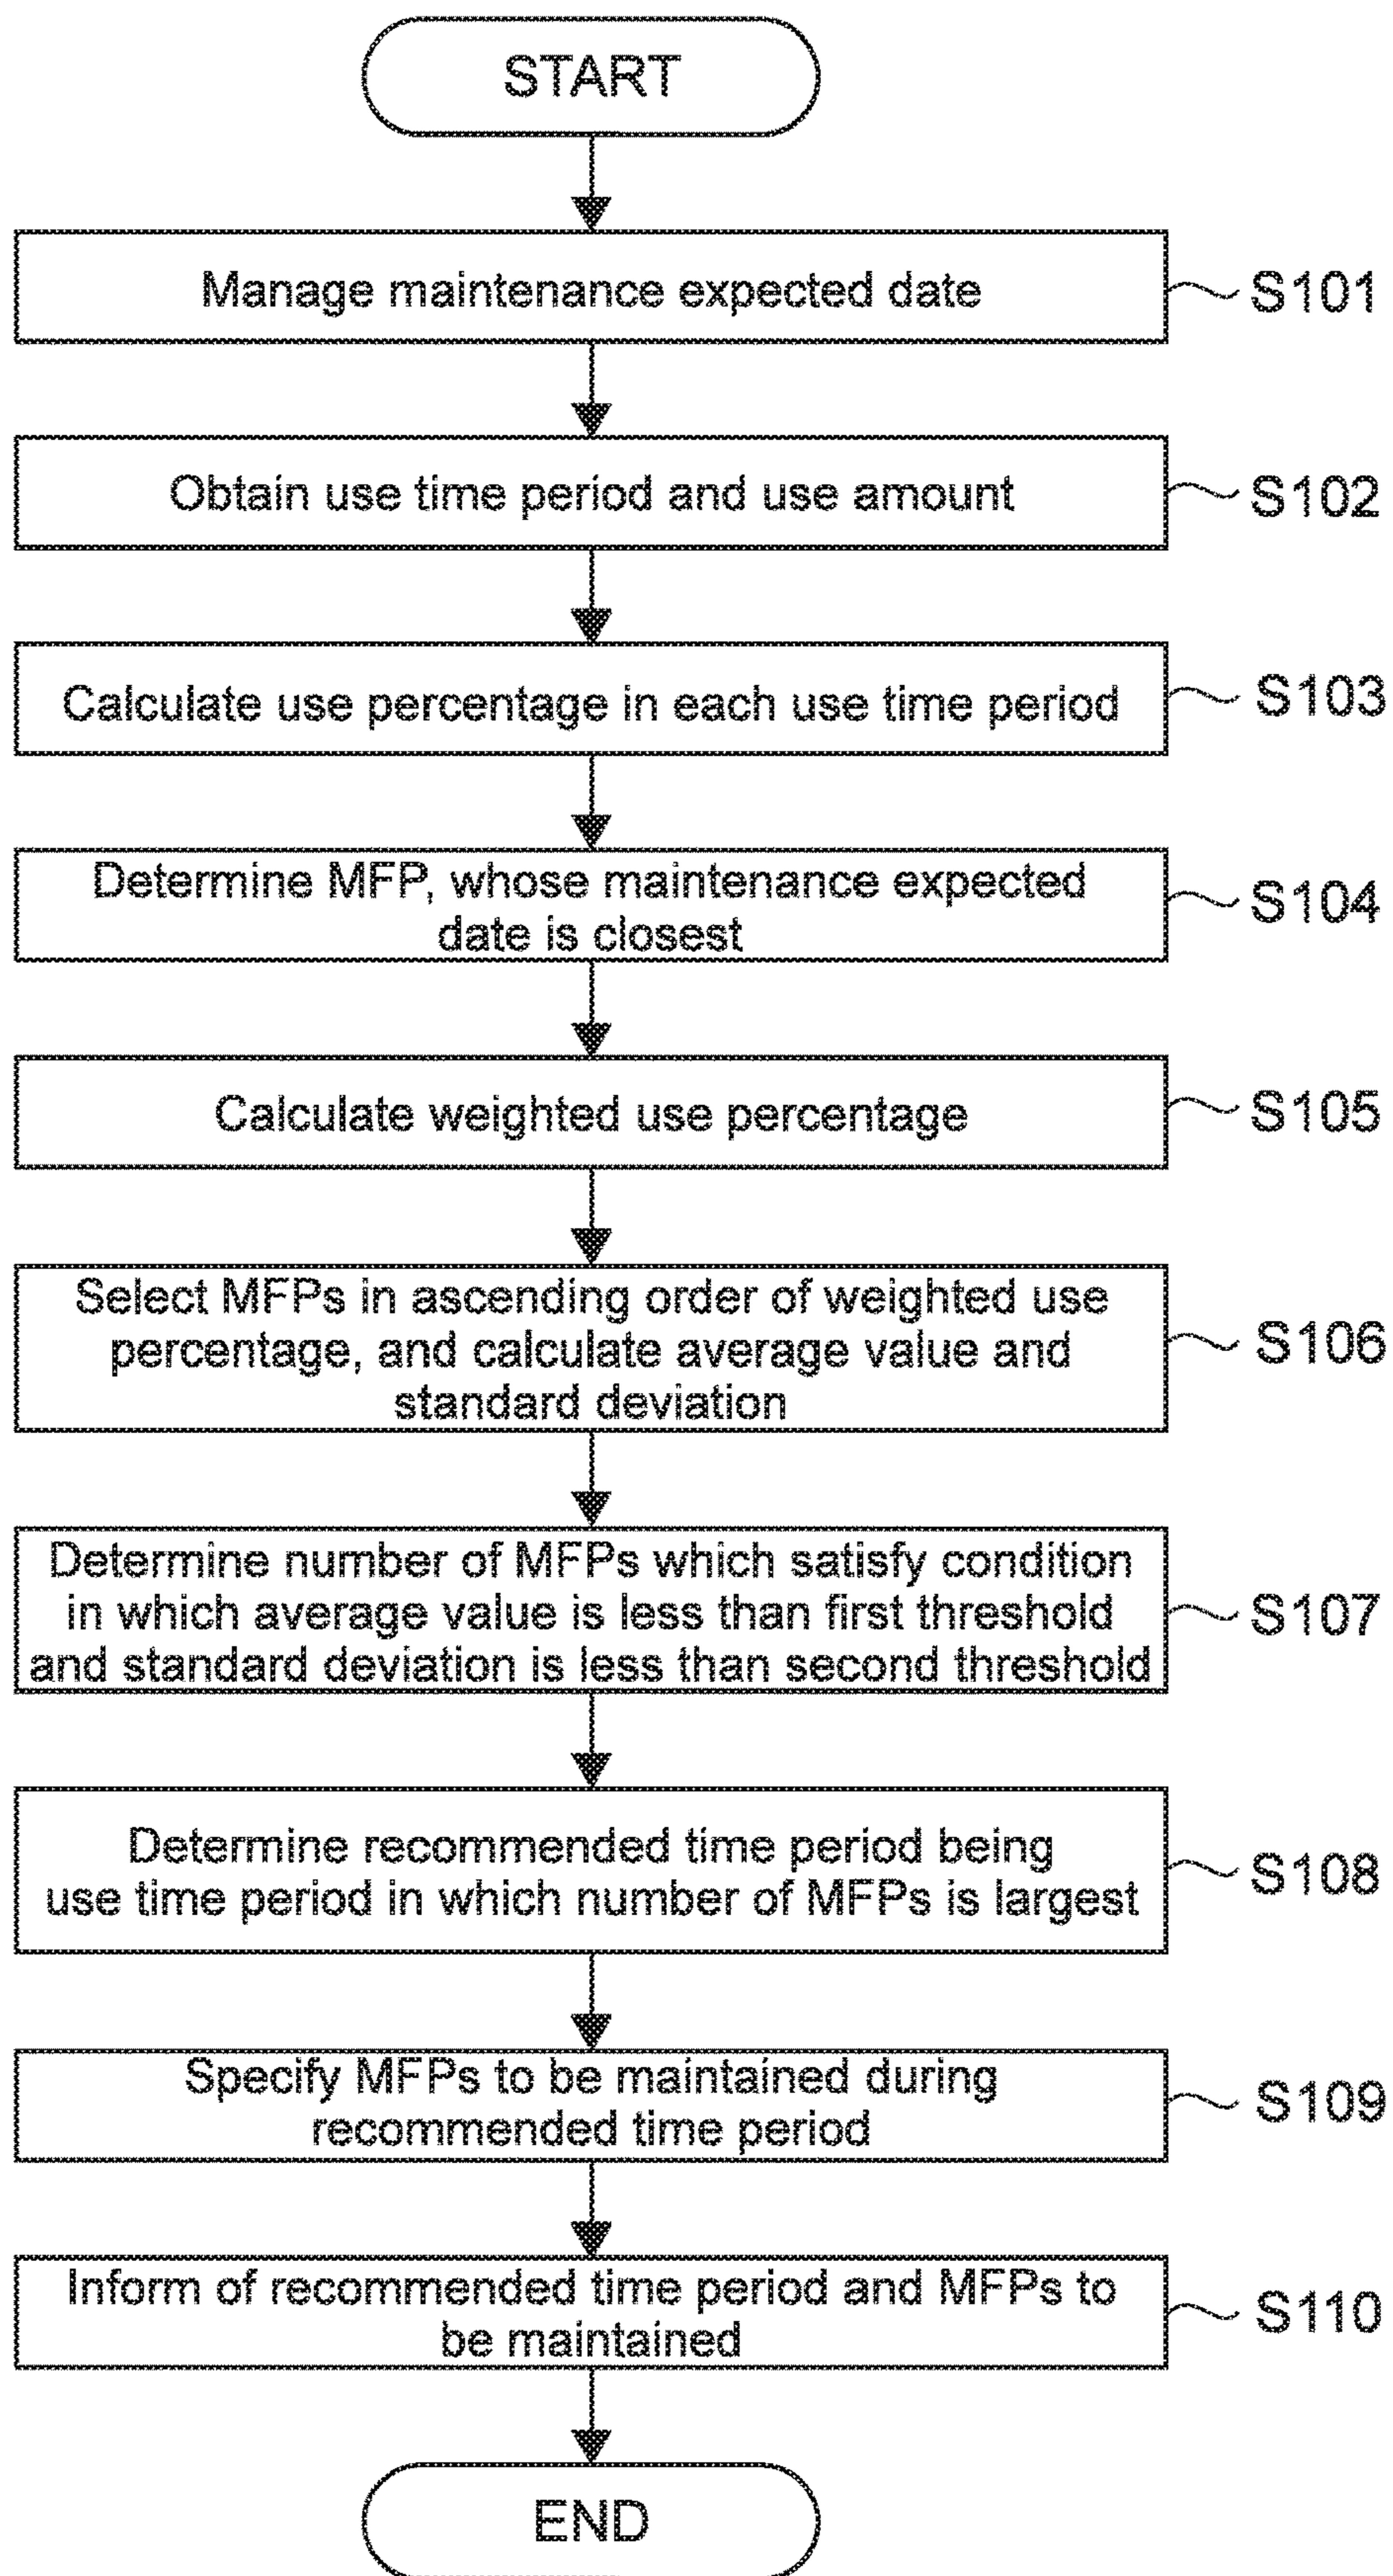 START
Manage maintenance expected date
S101
Obtain use time period and use amount
S102
Calculate use percentage in each use time period
S103
Determine MFP, whose maintenance expected
date is closest
S104
Calculate weighted use percentage
S105
Select MFPs in ascending order of weighted use
percentage, and calculate average value and
standard deviation
S106
Determine number of MFPs which satisfy condition
in which average value is less than first threshold
and standard deviation is less than second threshold
S107
Determine recommended time period being
use time period in which number of MFPs is largest
S108
Specify MFPs to be maintained during
recommended time period
S109
Inform of recommended time period and MFPs to
be maintained
S110
END